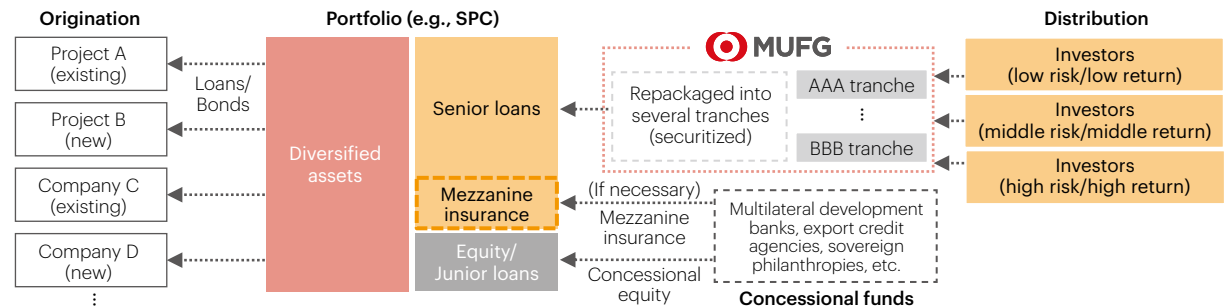 Origination
Project A
(existing)
Project B
(new)
Company C
(existing)
Company D
(new)
⋮
Loans/
Bonds
Portfolio (e.g., SPC)
Diversified
assets
Senior loans
Mezzanine
insurance
Equity/
Junior loans
MUFG
Repackaged into
several tranches
(securitized)
AAA tranche
⋮
BBB tranche
(If necessary)
Mezzanine
insurance
Concessional
equity
Multilateral development
banks, export credit
agencies, sovereign
philanthropies, etc.
Concessional funds
Distribution
Investors
(low risk/low return)
Investors
(middle risk/middle return)
Investors
(high risk/high return)